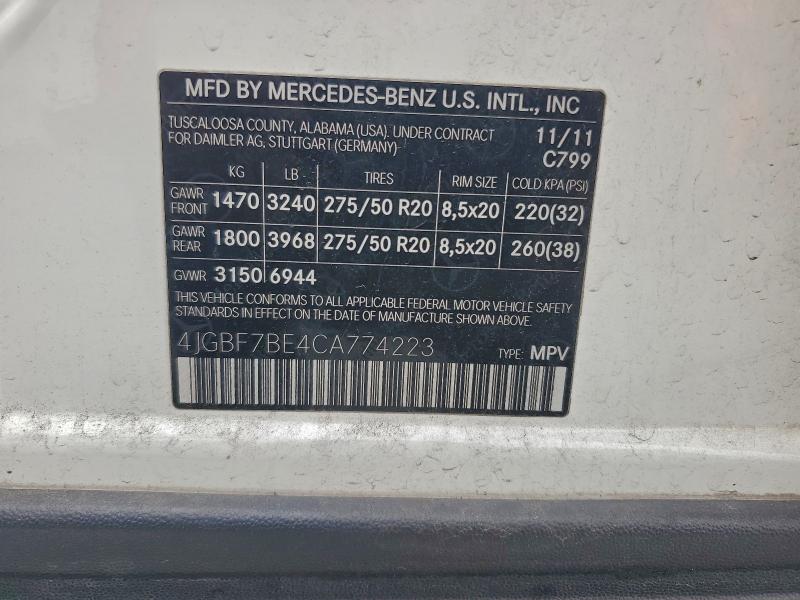 MFD BY MERCEDES-BENZ U.S. INTL., INC
TUSCALOOSA COUNTY, ALABAMA (USA). UNDER CONTRACT 11/11
FOR DAIMLER AG, STUTTGART (GERMANY) C799
KG LB TIRES RIM SIZE COLD KPA (PSI)
GAWR FRONT 1470 3240 275/50 R20 8,5x20 220(32)
GAWR REAR 1800 3968 275/50 R20 8,5x20 260(38)
GVWR 3150 6944
THIS VEHICLE CONFORMS TO ALL APPLICABLE FEDERAL MOTOR VEHICLE SAFETY
STANDARDS IN EFFECT ON THE DATE OF MANUFACTURE SHOWN ABOVE.
4JGBF7BE4CA774223 TYPE: MPV